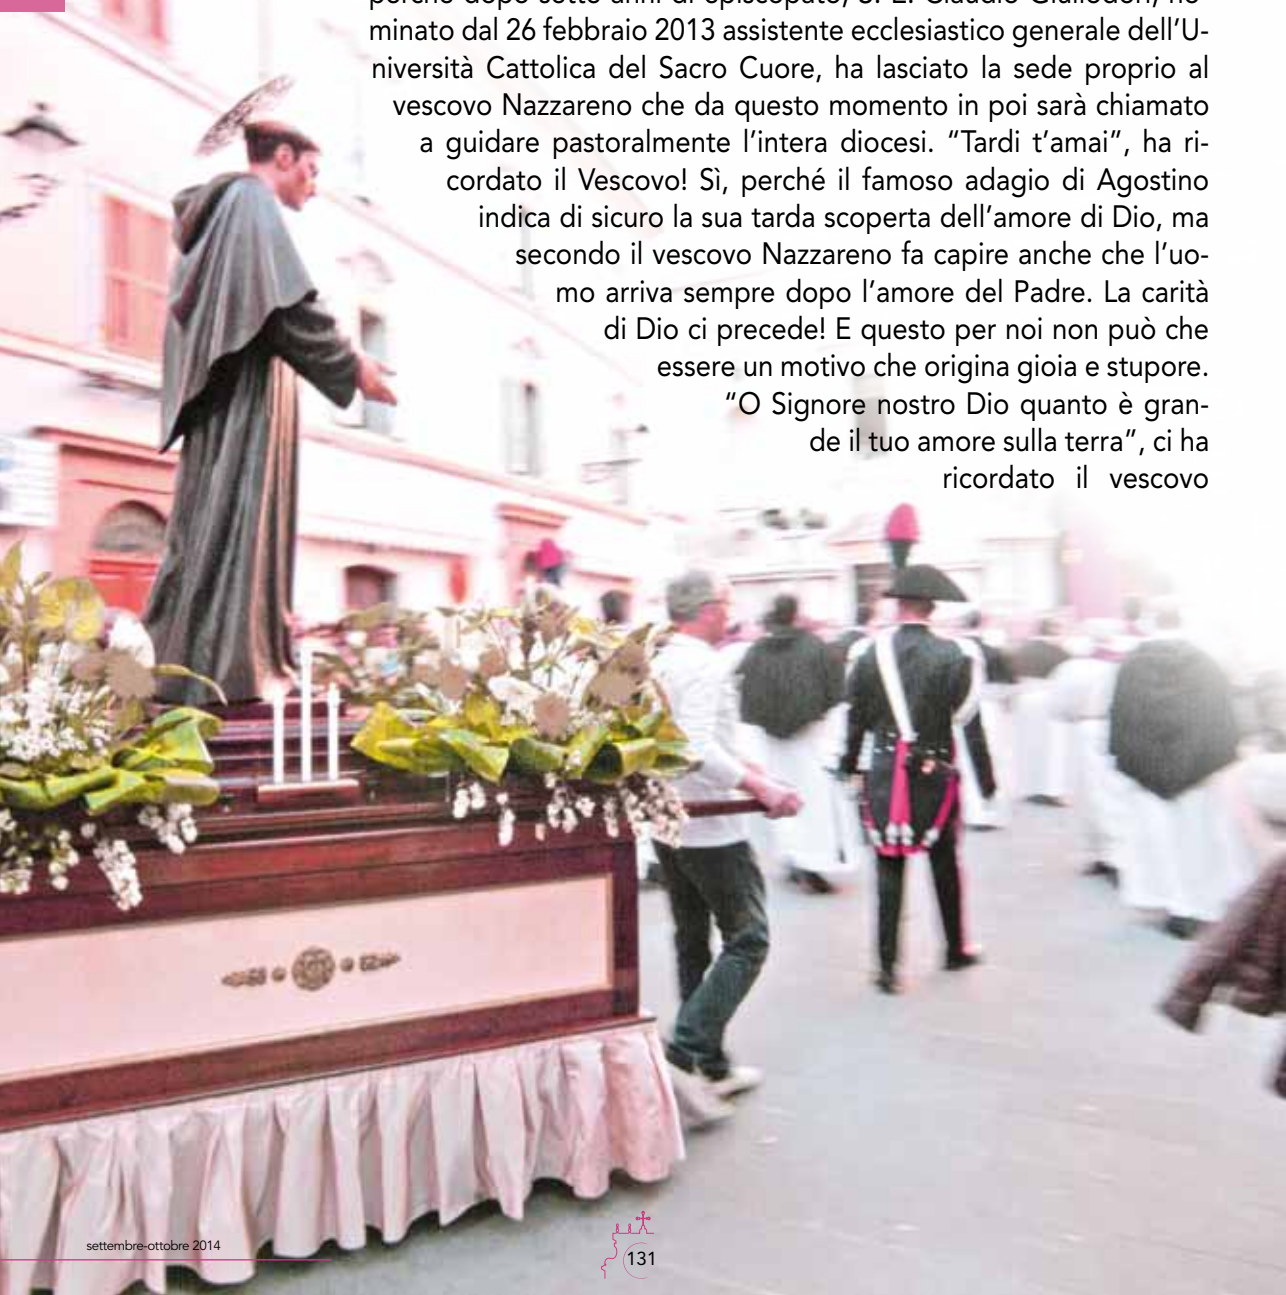 minato dal 26 febbraio 2013 assistente ecclesiastico generale dell’U-
niversità Cattolica del Sacro Cuore, ha lasciato la sede proprio al
vescovo Nazzareno che da questo momento in poi sarà chiamato
a guidare pastoralmente l’intera diocesi. “Tardi t’amai”, ha ri-
cordato il Vescovo! Sì, perché il famoso adagio di Agostino
indica di sicuro la sua tarda scoperta dell’amore di Dio, ma
secondo il vescovo Nazzareno fa capire anche che l’uo-
mo arriva sempre dopo l’amore del Padre. La carità
di Dio ci precede! E questo per noi non può che
essere un motivo che origina gioia e stupore.
“O Signore nostro Dio quanto è gran-
de il tuo amore sulla terra”, ci ha
ricordato il vescovo
settembre-ottobre 2014
131